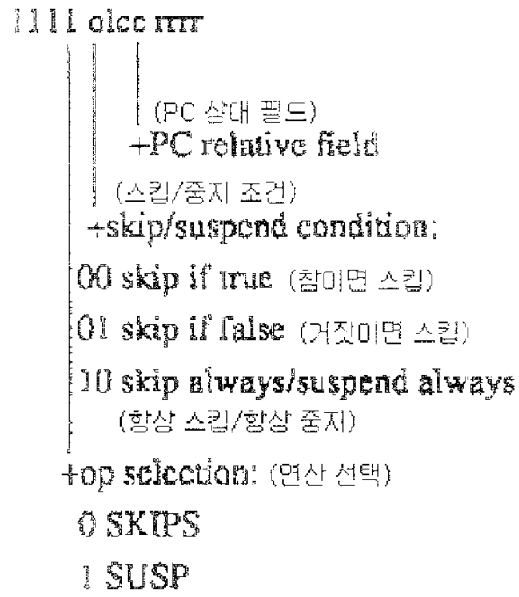 1111 olcc rrrr
(PC 상대 필드)
+PC relative field
(스킵/중지 조건)
+skip/suspend condition:
00 skip if true (참이면 스킵)
01 skip if false (거짓이면 스킵)
10 skip always/suspend always
(항상 스킵/항상 중지)
+op selection: (연산 선택)
0 SKIPS
1 SUSP